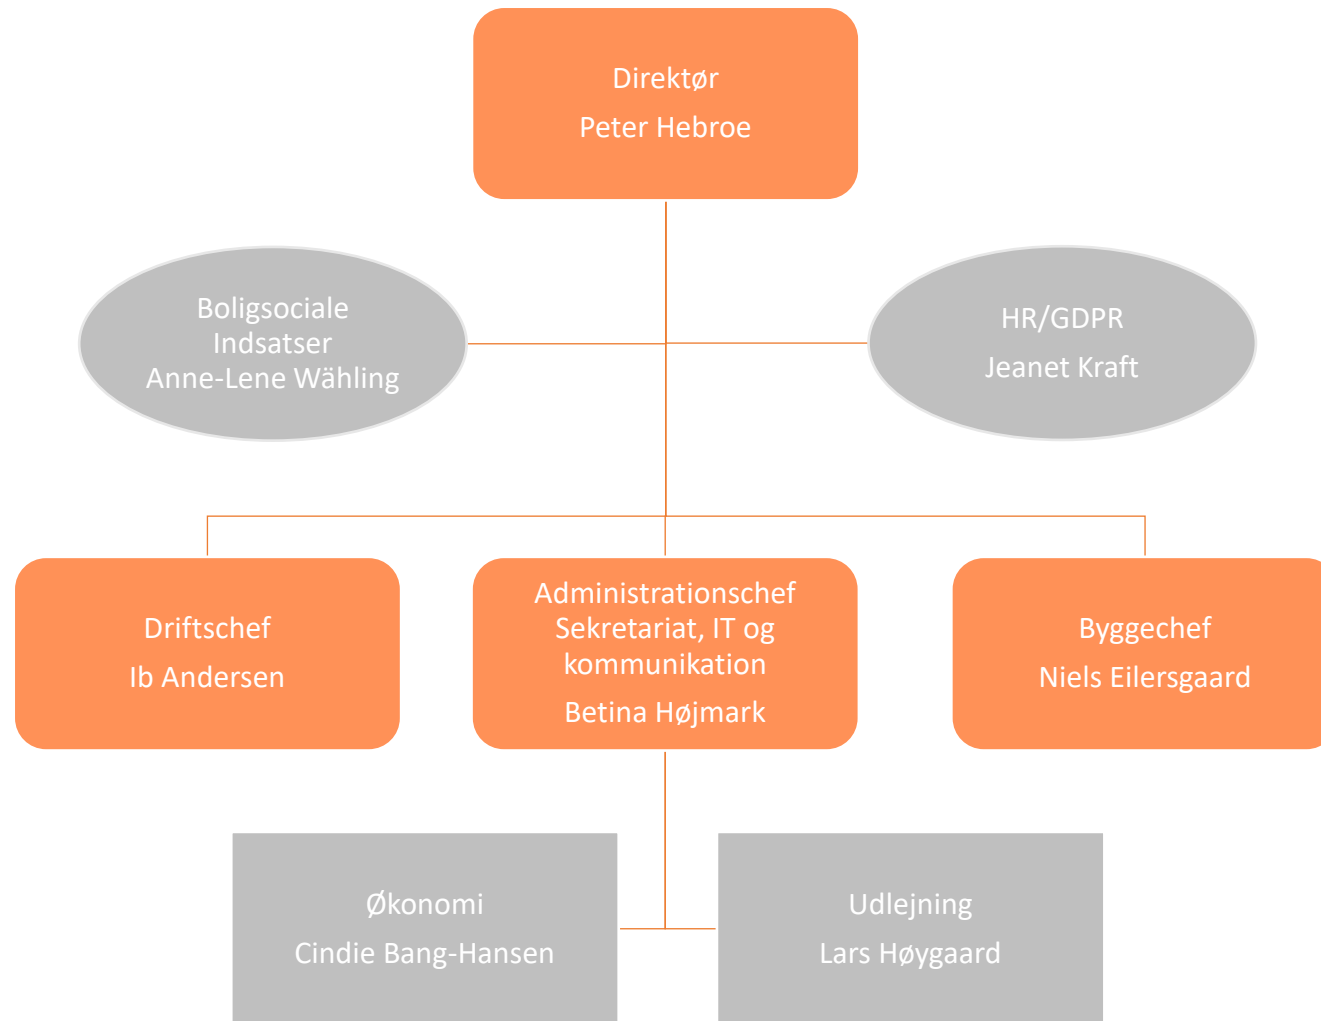 Direktør
Peter Hebroe
Boligsociale
Indsatser
Anne-Lene Wähling
HR/GDPR
Jeanet Kraft
Driftschef
Ib Andersen
Administrationschef
Sekretariat, IT og
kommunikation
Betina Højmark
Byggechef
Niels Eilersgaard
Økonomi
Cindie Bang-Hansen
Udlejning
Lars Høygaard